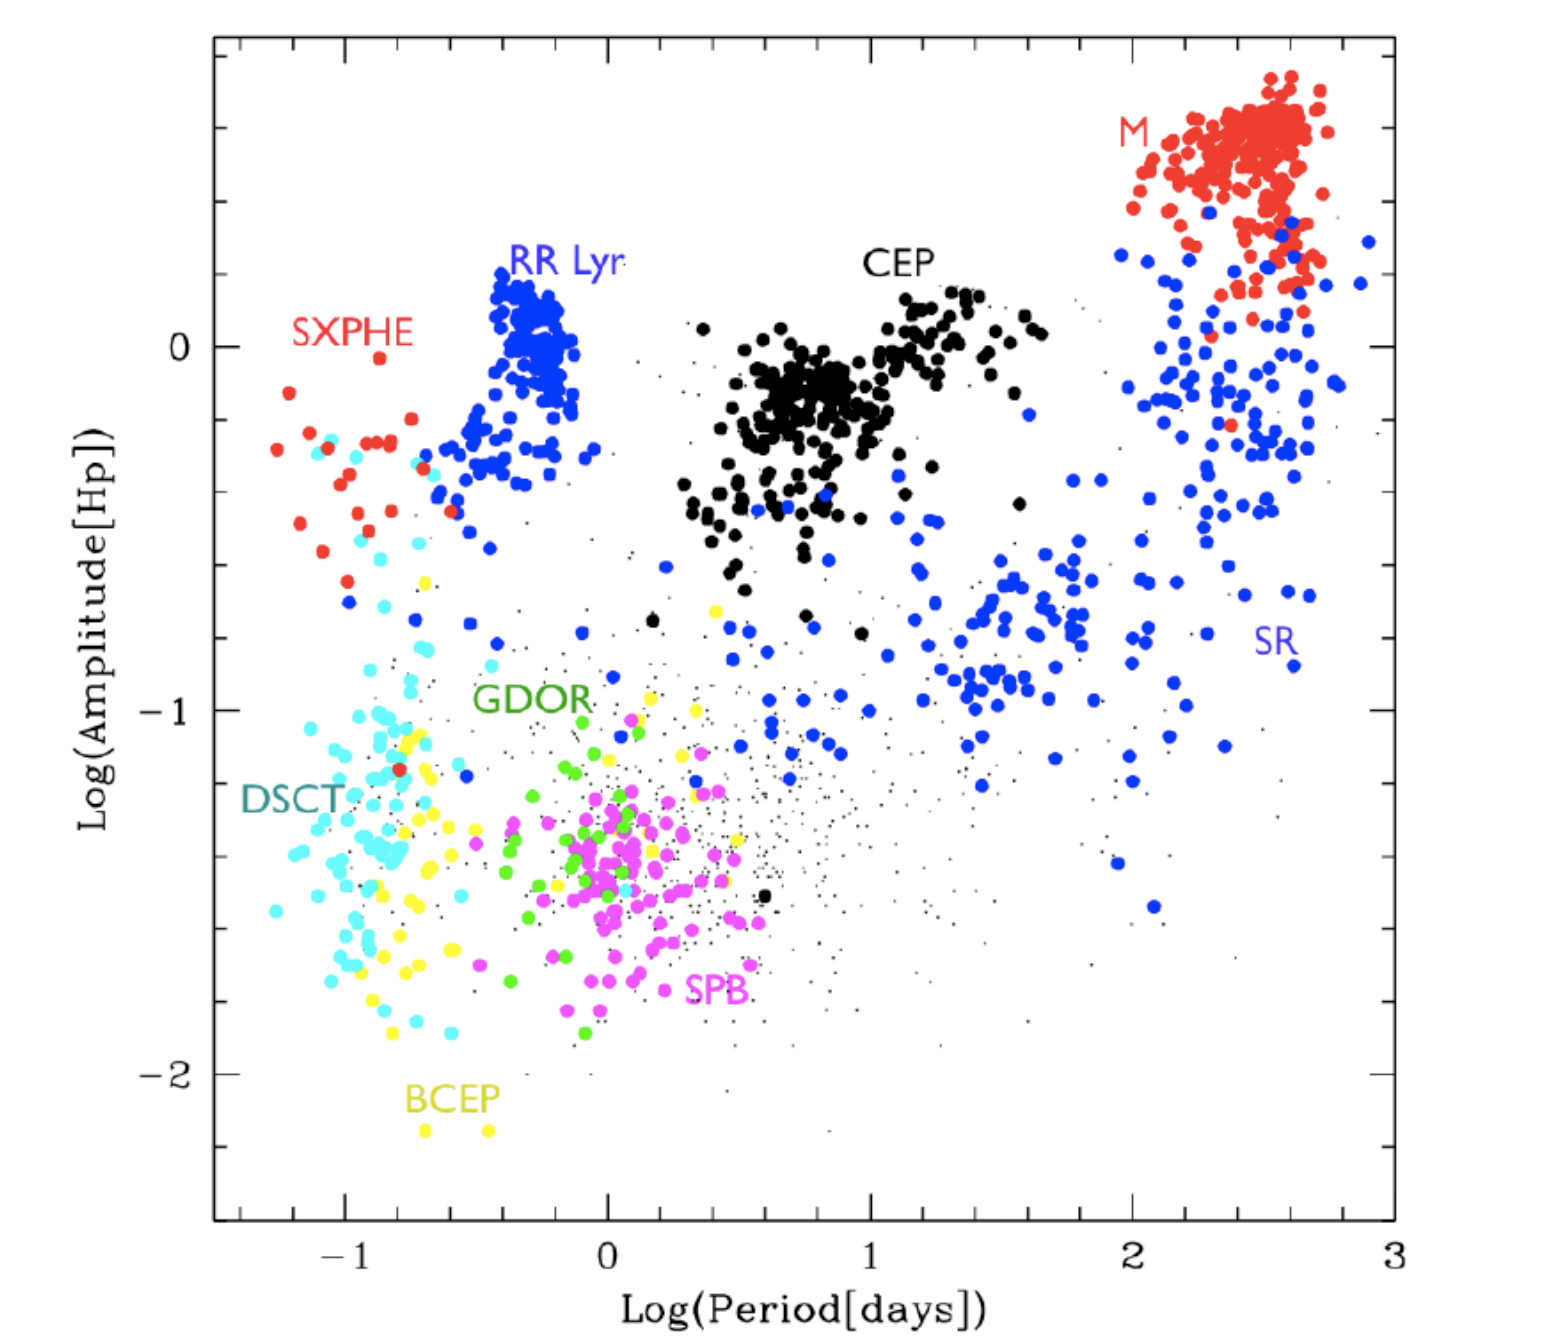 M
RR Lyr
CEP
SXPHE
0
Log(Amplitude[Hp])
SR
GDOR
−1
DSCT
SPB
−2
BCEP
−1 0 1 2 3
Log(Period[days])